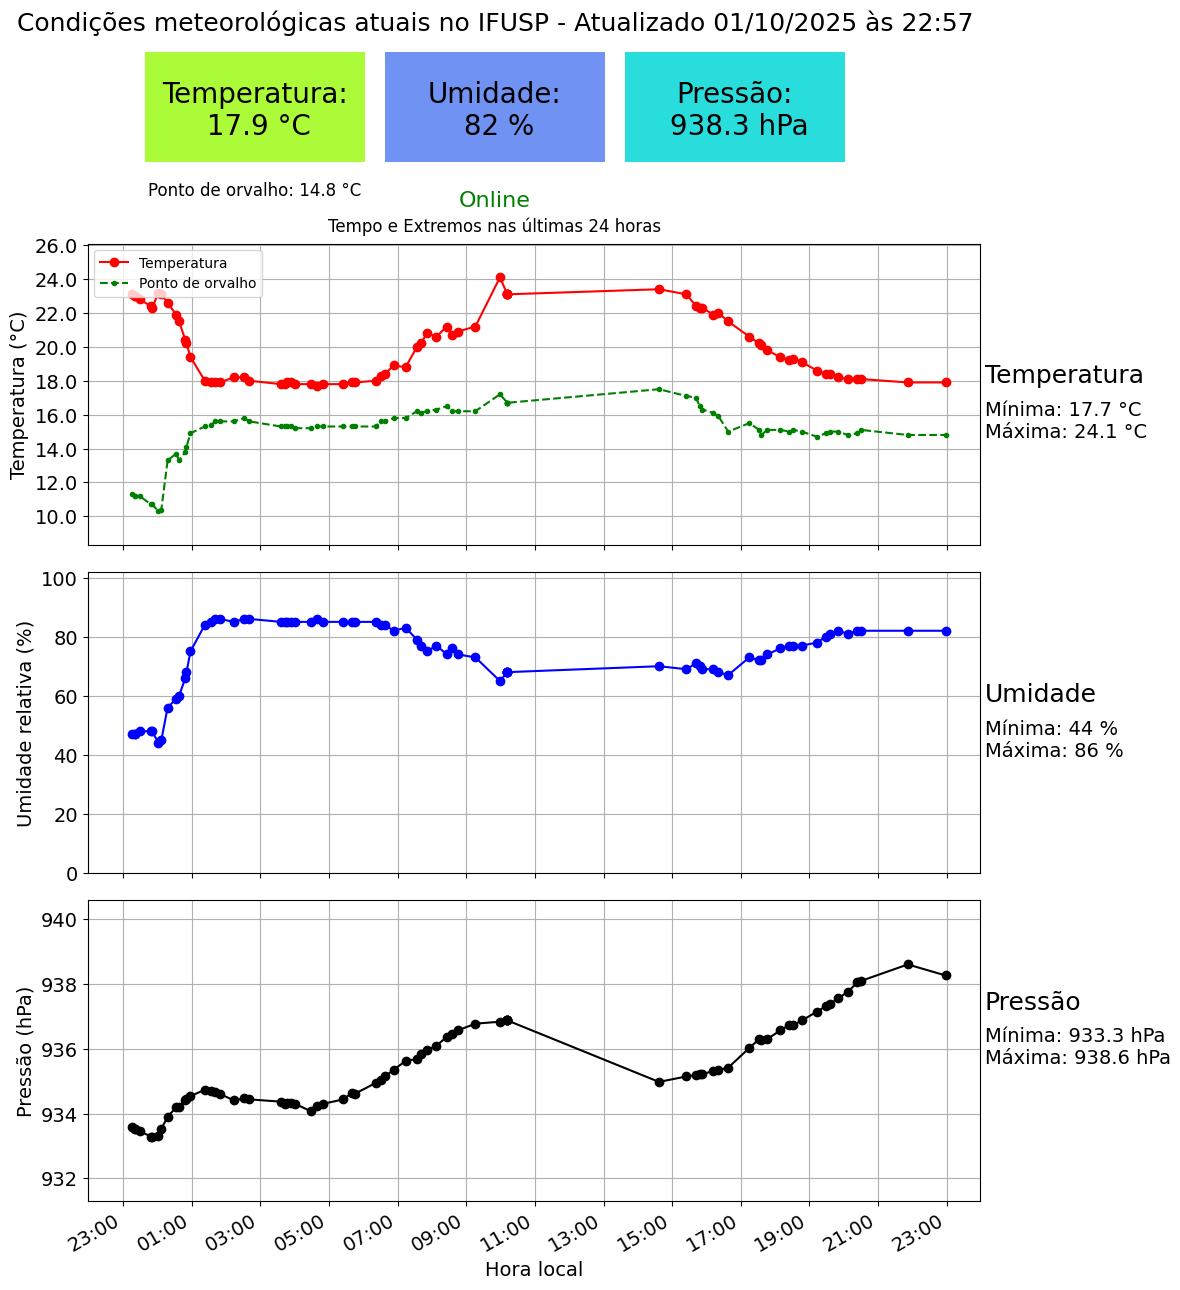 Condições meteorológicas atuais no IFUSP - Atualizado 01/10/2025 às 22:57
Temperatura:
17.9 °C
Umidade:
82 %
Pressão:
938.3 hPa
Ponto de orvalho: 14.8 °C
Online
Tempo e Extremos nas últimas 24 horas
Temperatura
Ponto de orvalho
Temperatura (°C)
26.0
24.0
22.0
20.0
18.0
16.0
14.0
12.0
10.0
Temperatura
Mínima: 17.7 °C
Máxima: 24.1 °C
Umidade relativa (%)
100
80
60
40
20
0
Umidade
Mínima: 44 %
Máxima: 86 %
Pressão (hPa)
940
938
936
934
932
Pressão
Mínima: 933.3 hPa
Máxima: 938.6 hPa
23:00 01:00 03:00 05:00 07:00 09:00 11:00 13:00 15:00 17:00 19:00 21:00 23:00
Hora local